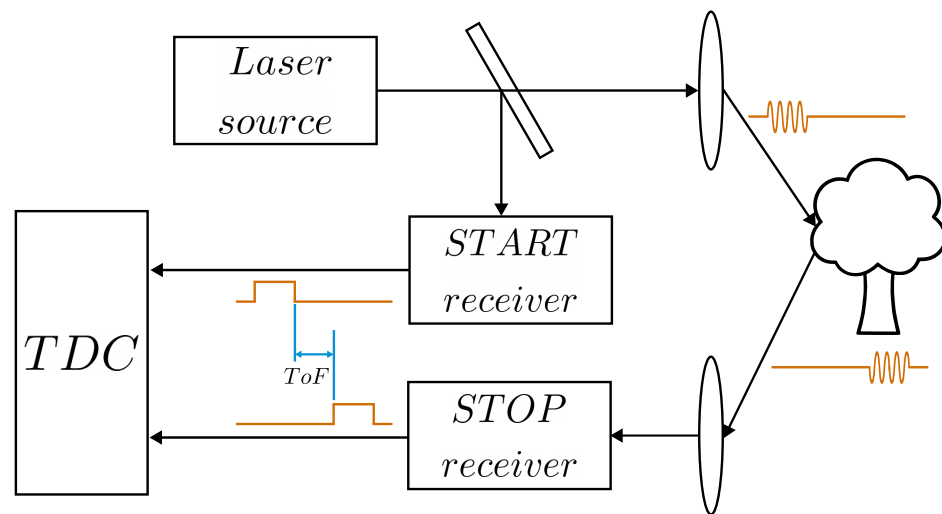 Laser
source
START
receiver
TDC
ToF
STOP
receiver